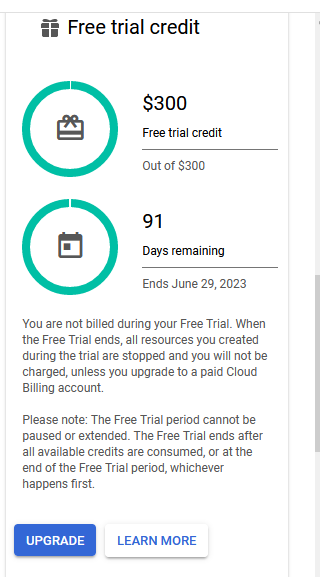 Free trial credit
$300
Free trial credit
Out of $300
91
Days remaining
Ends June 29, 2023
You are not billed during your Free Trial. When
the Free Trial ends, all resources you created
during the trial are stopped and you will not be
charged, unless you upgrade to a paid Cloud
Billing account.
Please note: The Free Trial period cannot be
paused or extended. The Free Trial ends after
all available credits are consumed, or at the
end of the Free Trial period, whichever
happens first.
UPGRADE
LEARN MORE